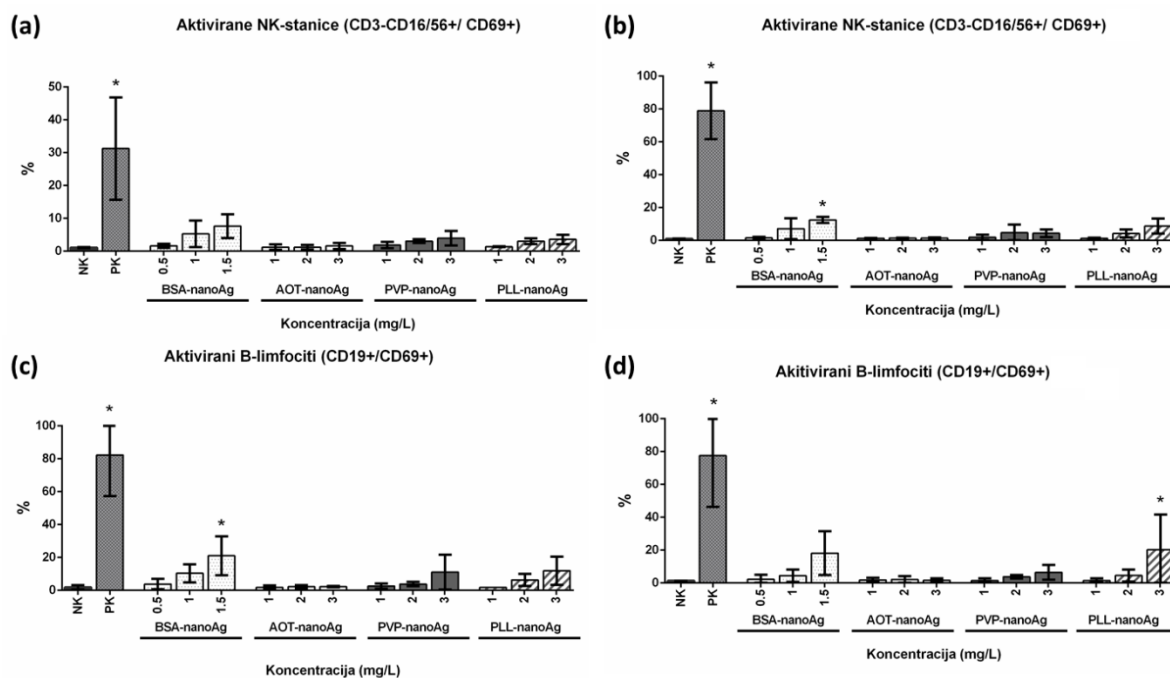 (a)
Aktivirane NK-stanice (CD3-CD16/56+/ CD69+)
*
50
40
30
20
10
0
%
NK PK 0.5 1 1.5 1 2 3 1 2 3 1 2 3
BSA-nanoAg AOT-nanoAg PVP-nanoAg PLL-nanoAg
Koncentracija (mg/L)
(b)
Aktivirane NK-stanice (CD3-CD16/56+/ CD69+)
*
100
80
60
40
20
0
%
*
NK PK 0.5 1 1.5 1 2 3 1 2 3 1 2 3
BSA-nanoAg AOT-nanoAg PVP-nanoAg PLL-nanoAg
Koncentracija (mg/L)
(c)
Aktivirani B-limfociti (CD19+/CD69+)
*
100
80
60
40
20
0
%
*
NK PK 0.5 1 1.5 1 2 3 1 2 3 1 2 3
BSA-nanoAg AOT-nanoAg PVP-nanoAg PLL-nanoAg
Koncentracija (mg/L)
(d)
Akitivirani B-limfociti (CD19+/CD69+)
*
100
80
60
40
20
0
%
*
NK PK 0.5 1 1.5 1 2 3 1 2 3 1 2 3
BSA-nanoAg AOT-nanoAg PVP-nanoAg PLL-nanoAg
Koncentracija (mg/L)